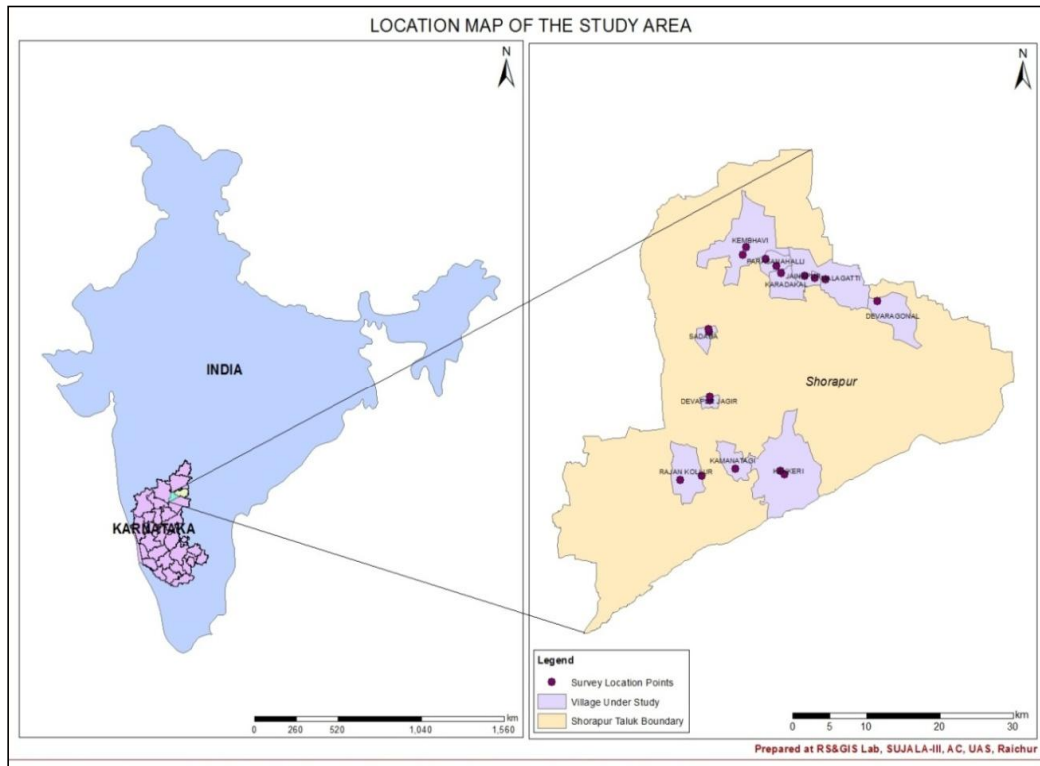 LOCATION MAP OF THE STUDY AREA
N
INDIA
KARNATAKA
km
0 260 520 1,040 1,560
N
KEMBHAVI
KARADAKAL
DEVARAGONAL
Shorapur
JAGIR
KAMANATAGI
RAJAN
Legend
Survey Location Points
Village Under Study
Shorapur Taluk Boundary
km
0 5 10 20 30
Prepared at RS&GIS Lab, SUJALA-III, AC, UAS, Raichur